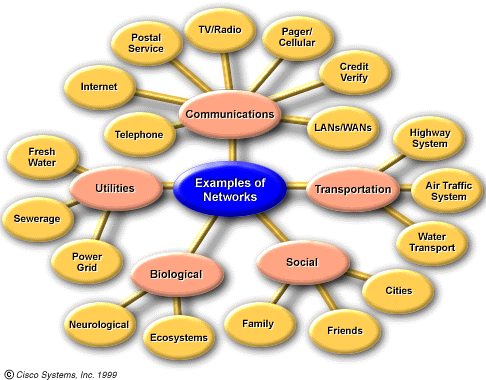 TV/Radio
Postal
Service
Pager/
Cellular
Internet
Credit
Verify
Communications
Telephone
LANs/WANs
Highway
System
Fresh
Water
Utilities
Examples of
Networks
Transportation
Air Traffic
System
Sewerage
Water
Transport
Power
Grid
Biological
Social
Cities
Neurological
Ecosystems
Family
Friends
© Cisco Systems, Inc. 1999